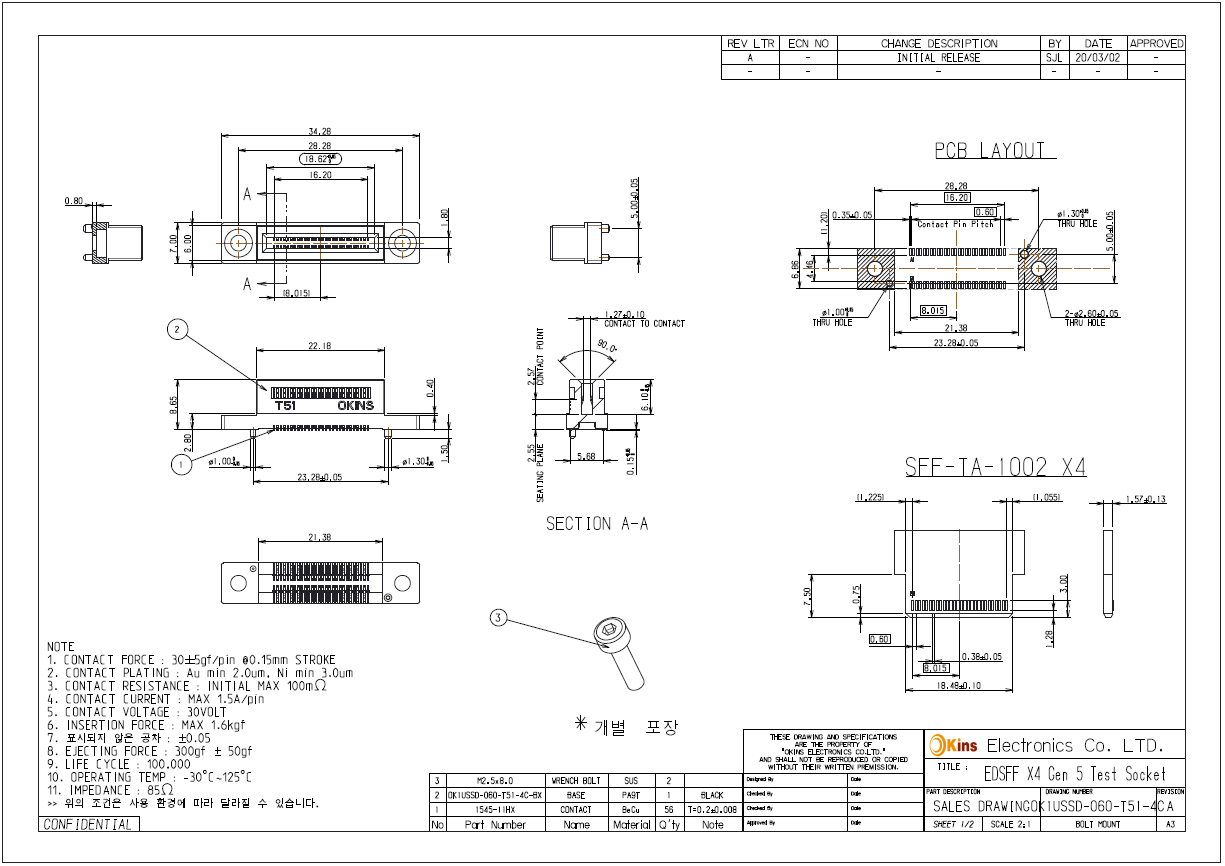 REV LTR ECN NO CHANGE DESCRIPTION BY DATE APPROVED
A - INITIAL RELEASE SJL 20/03/02 -
- - - - - -
34.28
28.28
16.20
0.80
A
A
7.00
6.00
1.80
(8.015)
5.00±0.05
PCB LAYOUT
28.28
16.20
0.35±0.05
0.60
Contact Pin Pitch
(1.20)
THRU HOLE
5.00±0.05
6.86
4.46
THRU HOLE
8.015
21.38
23.28±0.05
2-⌀2.60±0.05
THRU HOLE
2
22.18
8.65
2.80
0.40
T51 OKINS
1.50
1
23.28±0.05
1.27±0.10
CONTACT TO CONTACT
90.0°
2.57
CONTACT POINT
2.55
SEATING PLANE
5.68
SECTION A-A
SFF-TA-1002 X4
(1.225)
(1.055)
1.57±0.13
7.50
0.75
3.00
1.28
0.60
0.38±0.05
8.015
18.48±0.10
21.38
3
* 개별 포장
NOTE
1. CONTACT FORCE : 30±5gf/pin @0.15mm STROKE
2. CONTACT PLATING : Au min 2.0um, Ni min 3.0um
3. CONTACT RESISTANCE : INITIAL MAX 100mΩ
4. CONTACT CURRENT : MAX 1.5A/pin
5. CONTACT VOLTAGE : 30VOLT
6. INSERTION FORCE : MAX 1.6kgf
7. 표시되지 않은 공차 : ±0.05
8. EJECTING FORCE : 300gf ± 50gf
9. LIFE CYCLE : 100,000
10. OPERATING TEMP : -30°C~125°C
11. IMPEDANCE : 85Ω
>> 위의 조건은 사용 환경에 따라 달라질 수 있습니다.
CONFIDENTIAL
3 M2.5x8.0 WRENCH BOLT SUS 2
2 OK1USSD-060-T51-4C-BX BASE PA9T 1 BLACK
1 1545-11HX CONTACT BeCu 56 T=0.2±0.008
No Part Number Name Material Q'ty Note
THESE DRAWING AND SPECIFICATIONS
ARE THE PROPERTY OF
"OKINS ELECTRONICS CO.LTD."
AND SHALL NOT BE REPRODUCED OR COPIED
WITHOUT THEIR WRITTEN PREMISSION.
Designed By Date
Checked By Date
Checked By Date
Approved By Date
OKins Electronics Co. LTD.
TITLE : EDSFF X4 Gen 5 Test Socket
PART DESCRIPTION DRAWING NUMBER REVISION
SALES DRAWING OK1USSD-060-T51-4C A
SHEET 1/2 SCALE 2:1 BOLT MOUNT A3